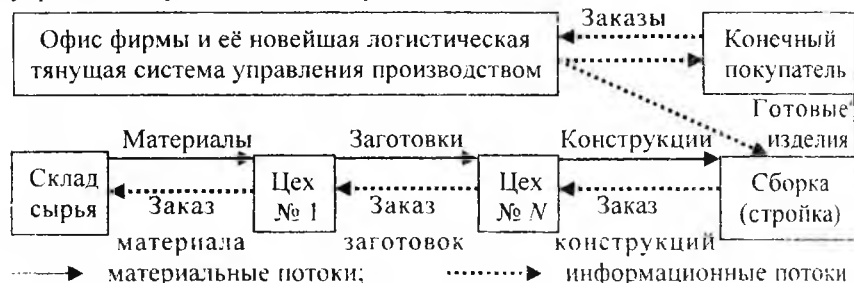 Заказы
Офис фирмы и её новейшая логистическая
тянущая система управления производством
Конечный
покупатель
Готовые
изделия
Материалы
Заготовки
Конструкции
Склад
сырья
Цех
№ 1
Цех
№ N
Сборка
(стройка)
Заказ
материала
Заказ
заготовок
Заказ
конструкций
материальные потоки;
информационные потоки